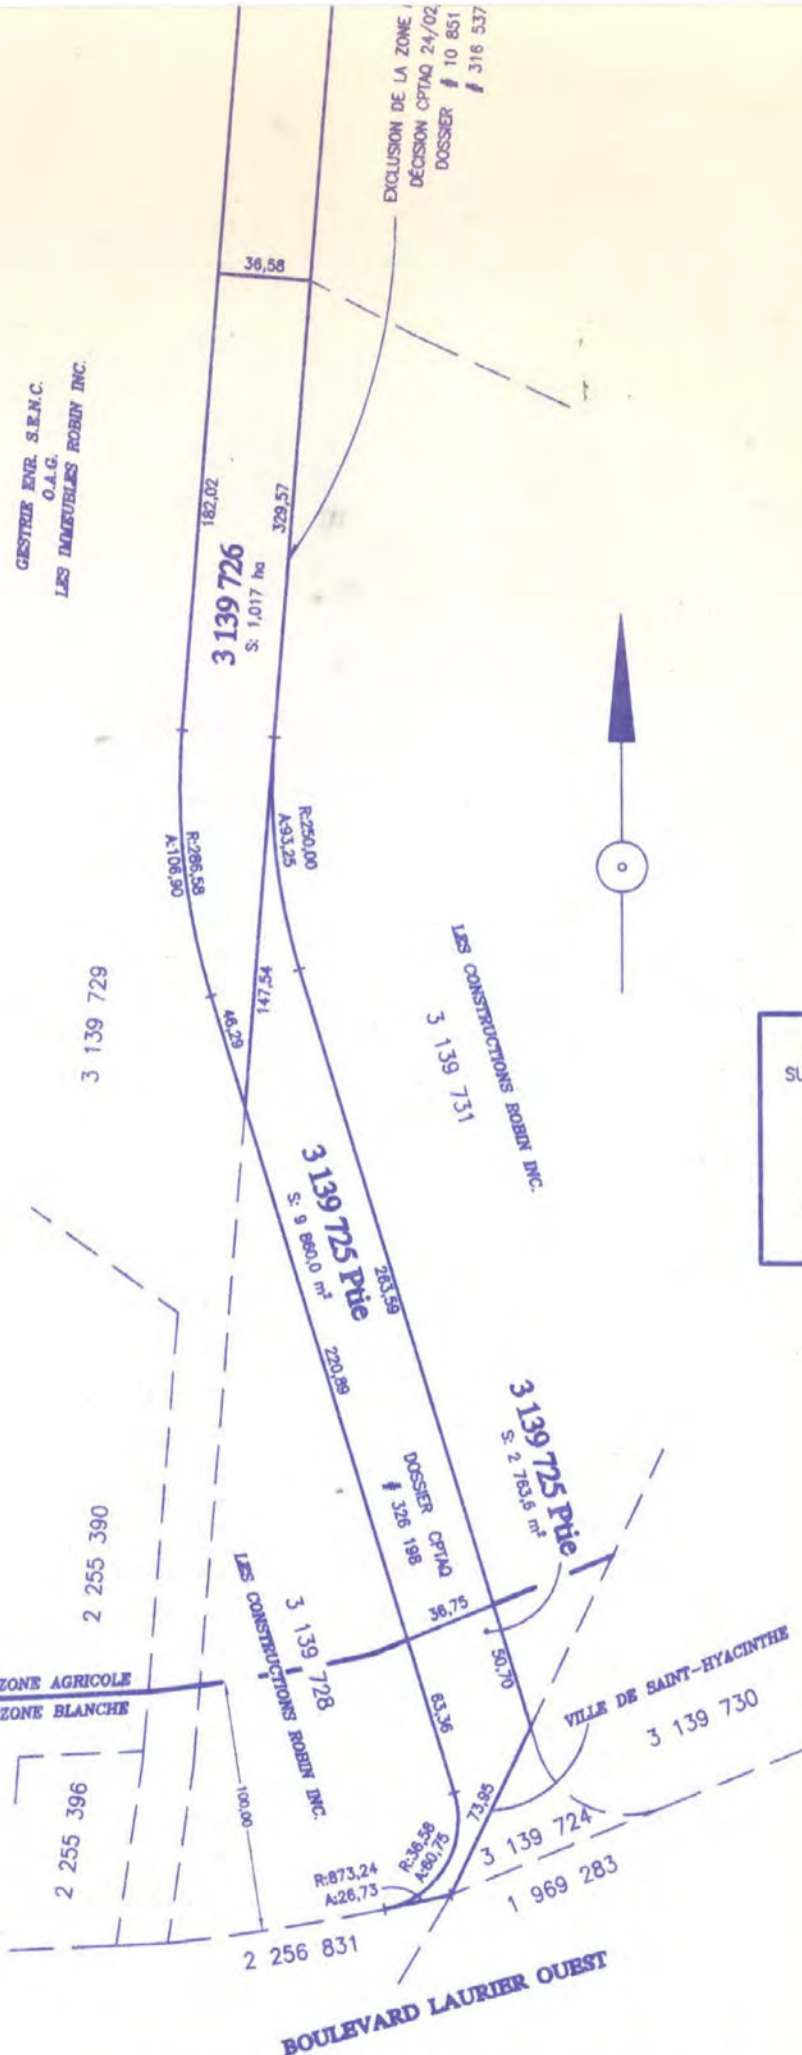 EXCLUSION DE LA ZONE
DÉCISION CPTAQ 24/02
DOSSIER # 10 851
# 316 537
36,58
GESTRIE ENR. S.E.N.C.
O.A.G.
LES IMMEUBLES ROBIN INC.
182,02
329,57
3 139 726
S: 1,017 ha
R:286,58
A:106,90
R:250,00
A:93,25
3 139 729
46,29
147,54
LES CONSTRUCTIONS ROBIN INC.
3 139 731
SU
3 139 725 Ptie
S: 9 860,0 m²
263,59
220,89
DOSSIER CPTAQ
# 326 198
3 139 725 Ptie
S: 2 763,6 m²
2 255 390
LES CONSTRUCTIONS ROBIN INC.
3 139 728
36,75
ZONE AGRICOLE
ZONE BLANCHE
63,36
50,70
VILLE DE SAINT-HYACINTHE
3 139 730
100,00
2 255 396
73,95
R:36,58
A:60,75
R:873,24
A:26,73
3 139 724
1 969 283
2 256 831
BOULEVARD LAURIER OUEST